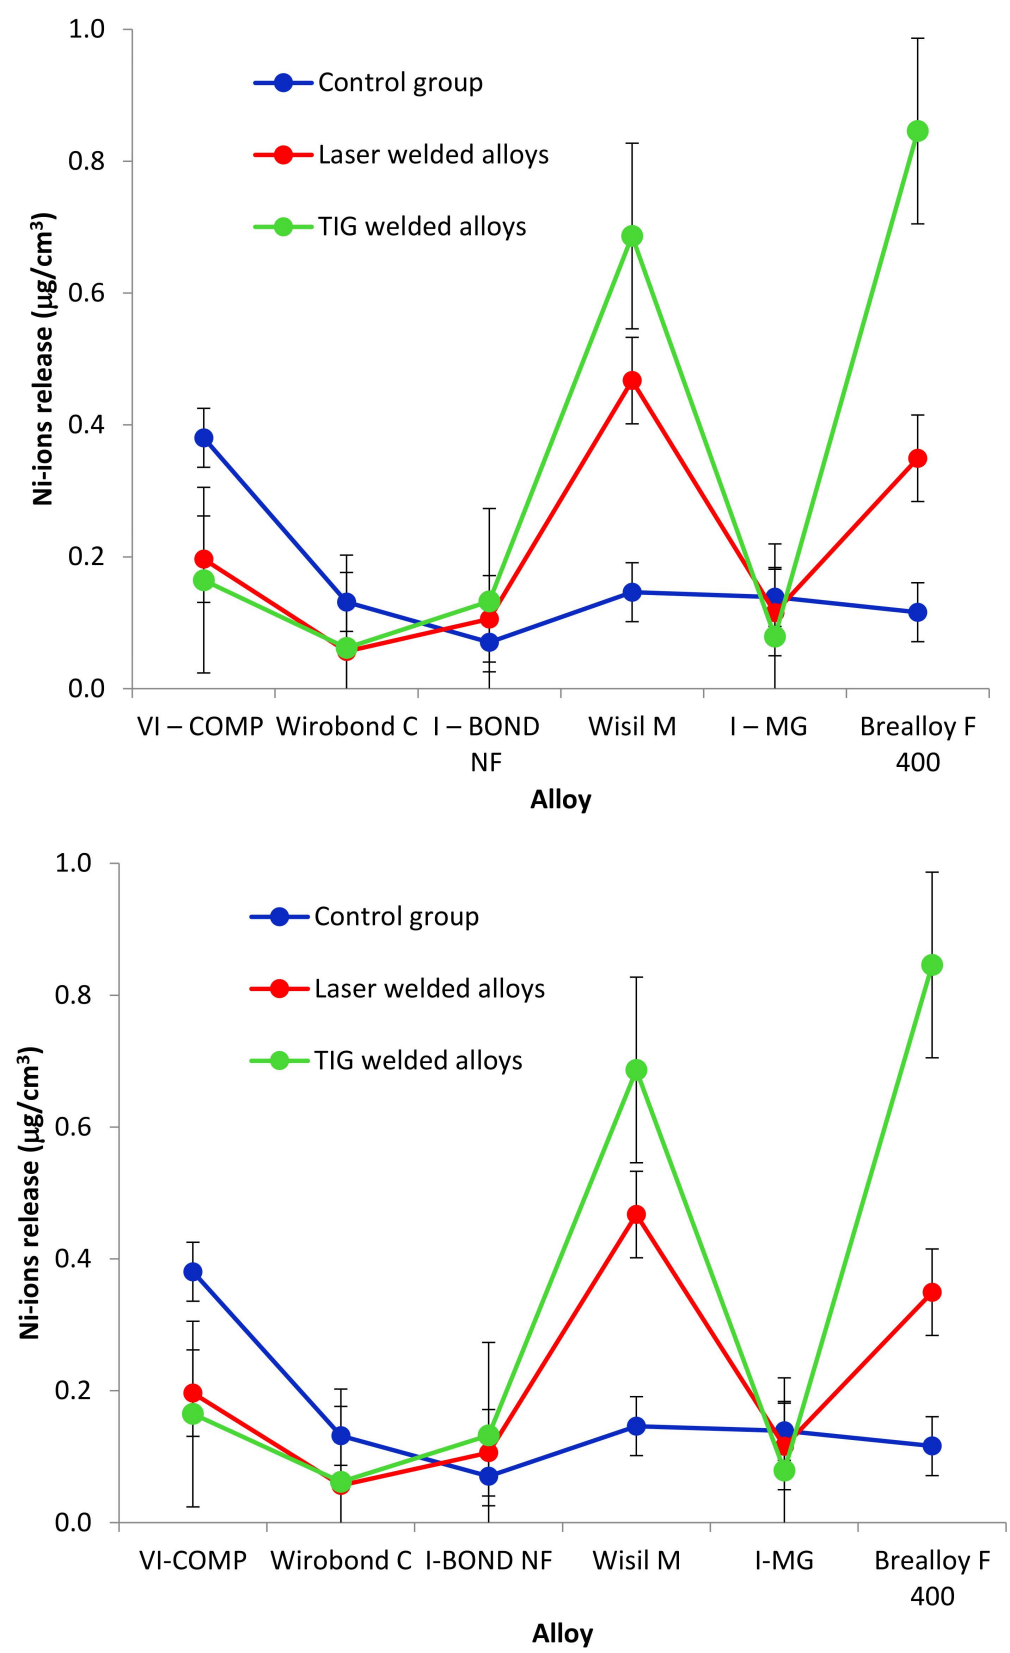 1.0
Control group
Laser welded alloys
TIG welded alloys
0.8
0.6
0.4
0.2
0.0
Ni-ions release (µg/cm³)
VI – COMP Wirobond C I – BOND Wisil M I – MG Brealloy F
NF 400
Alloy
1.0
Control group
Laser welded alloys
TIG welded alloys
0.8
0.6
0.4
0.2
0.0
Ni-ions release (µg/cm³)
VI-COMP Wirobond C I-BOND NF Wisil M I-MG Brealloy F
400
Alloy